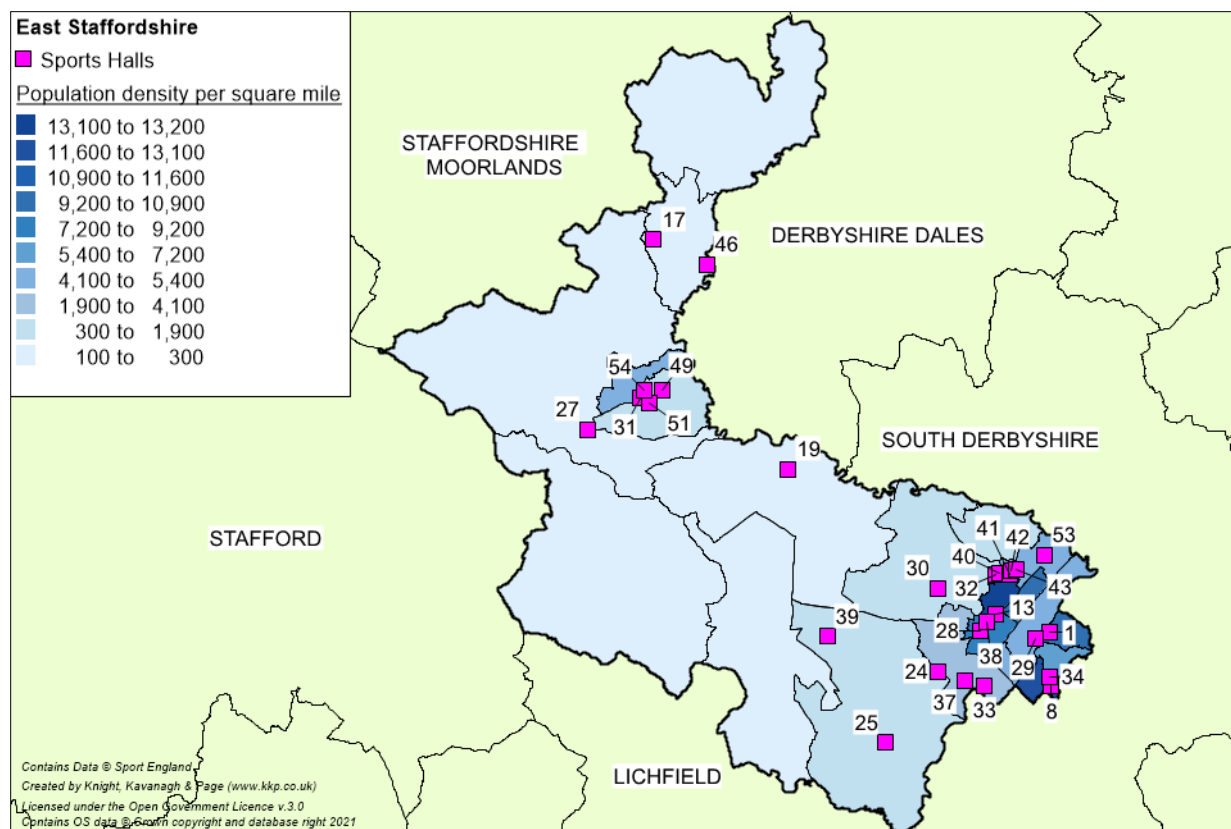 East Staffordshire
Sports Halls
Population density per square mile
13,100 to 13,200
11,600 to 13,100
10,900 to 11,600
9,200 to 10,900
7,200 to 9,200
5,400 to 7,200
4,100 to 5,400
1,900 to 4,100
300 to 1,900
100 to 300
STAFFORDSHIRE
MOORLANDS
17
46
DERBYSHIRE DALES
54
49
27
31
51
SOUTH DERBYSHIRE
19
STAFFORD
41
42
53
40
30
32
43
13
39
28
1
38
29
24
34
37
33
8
25
LICHFIELD
Contains Data © Sport England
Created by Knight, Kavanagh & Page (www.kkp.co.uk)
Licensed under the Open Government Licence v.3.0
Contains OS data © Crown copyright and database right 2021